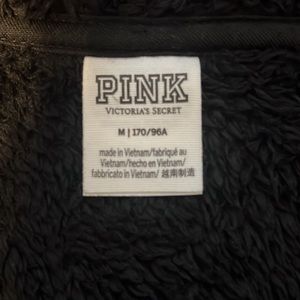 PINK
VICTORIA'S SECRET
M | 170/96A
made in Vietnam/fabriqué au
Vietnam/hecho en Vietnam/
fabbricato in Vietnam/ 越南制造